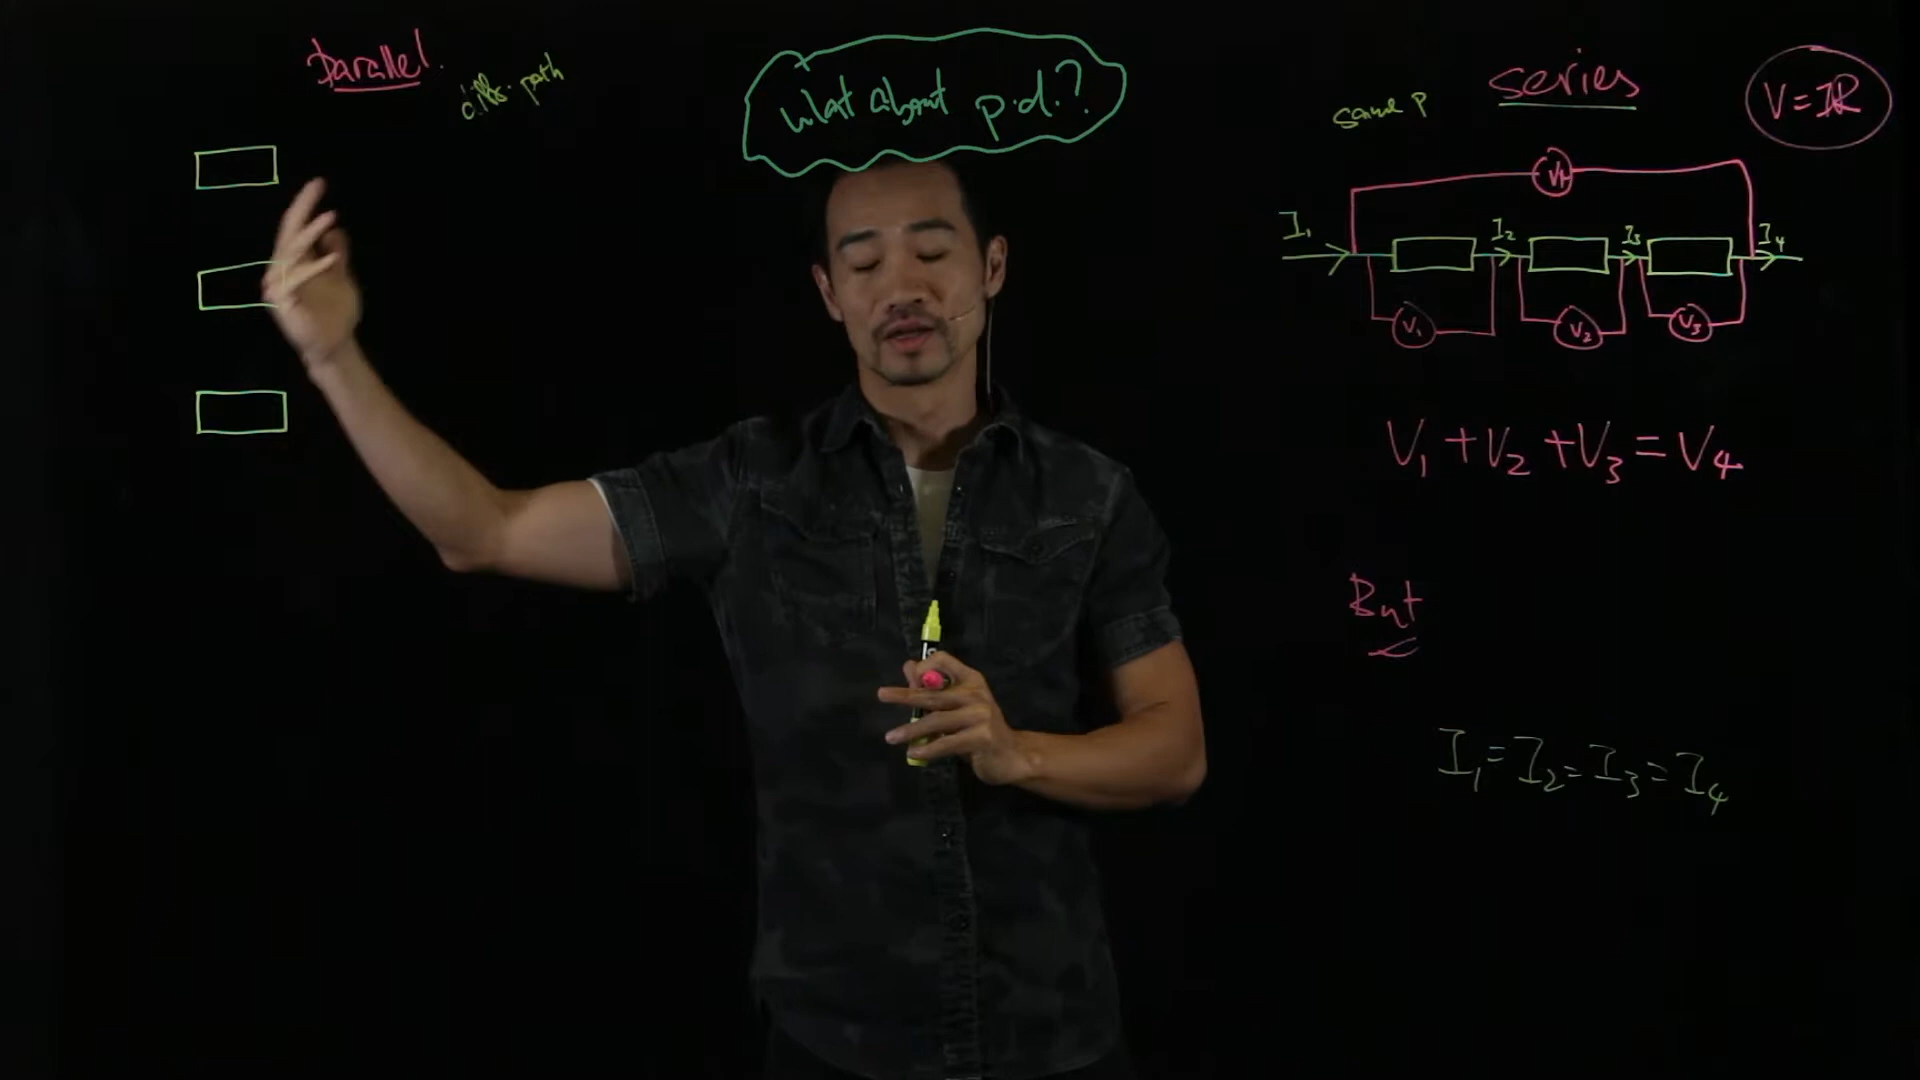 Parallel.
diff. path
What about p.d.?
same P
series
V=IR
V4
I1
I2
I3
I4
V1
V2
V3
V1+V2+V3=V4
But
I1=I2=I3=I4